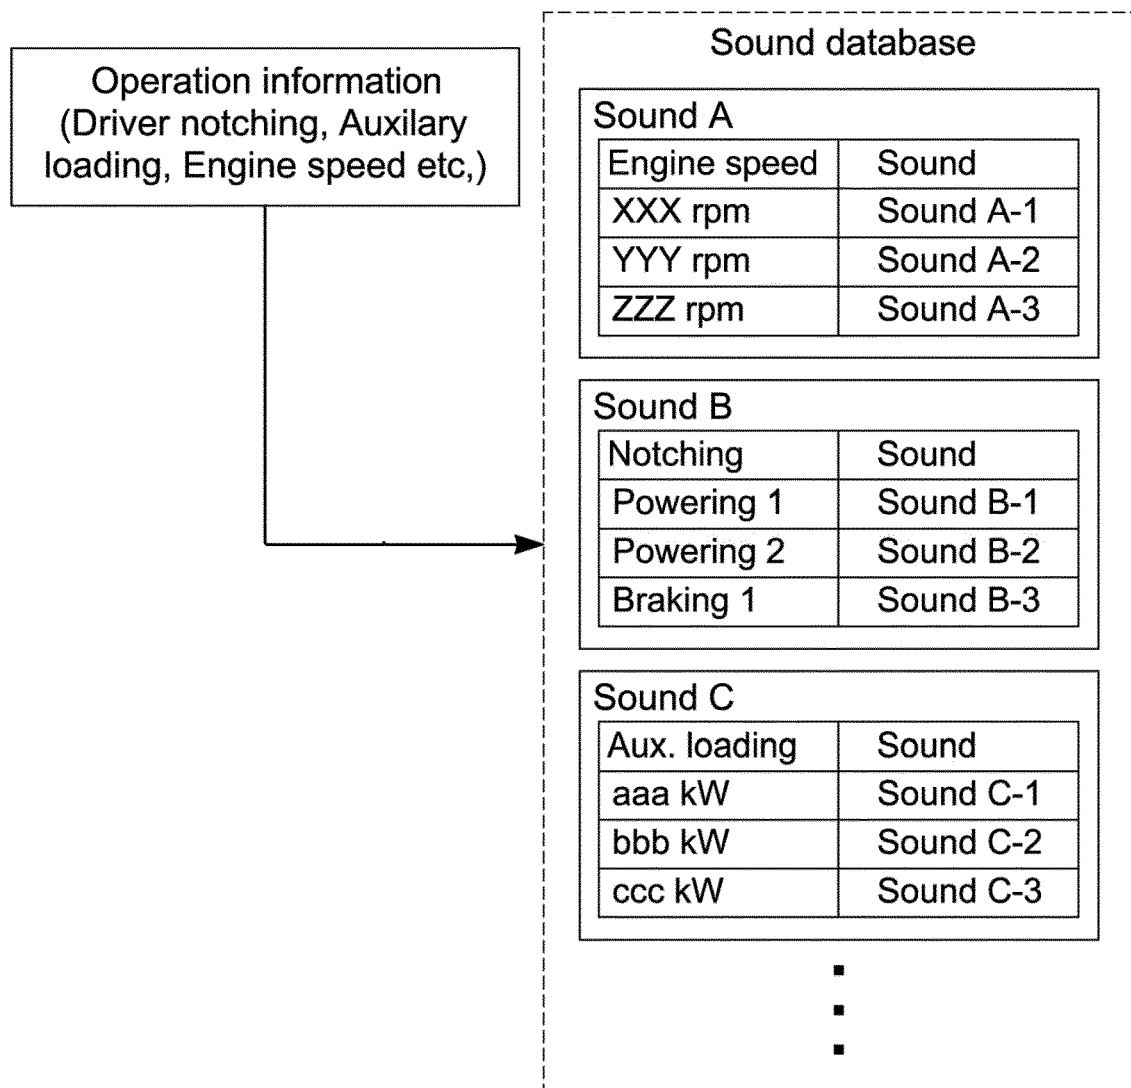 Operation information
(Driver notching, Auxilary
loading, Engine speed etc,)
Sound database
Sound A
Engine speed Sound
XXX rpm Sound A-1
YYY rpm Sound A-2
ZZZ rpm Sound A-3
Sound B
Notching Sound
Powering 1 Sound B-1
Powering 2 Sound B-2
Braking 1 Sound B-3
Sound C
Aux. loading Sound
aaa kW Sound C-1
bbb kW Sound C-2
ccc kW Sound C-3